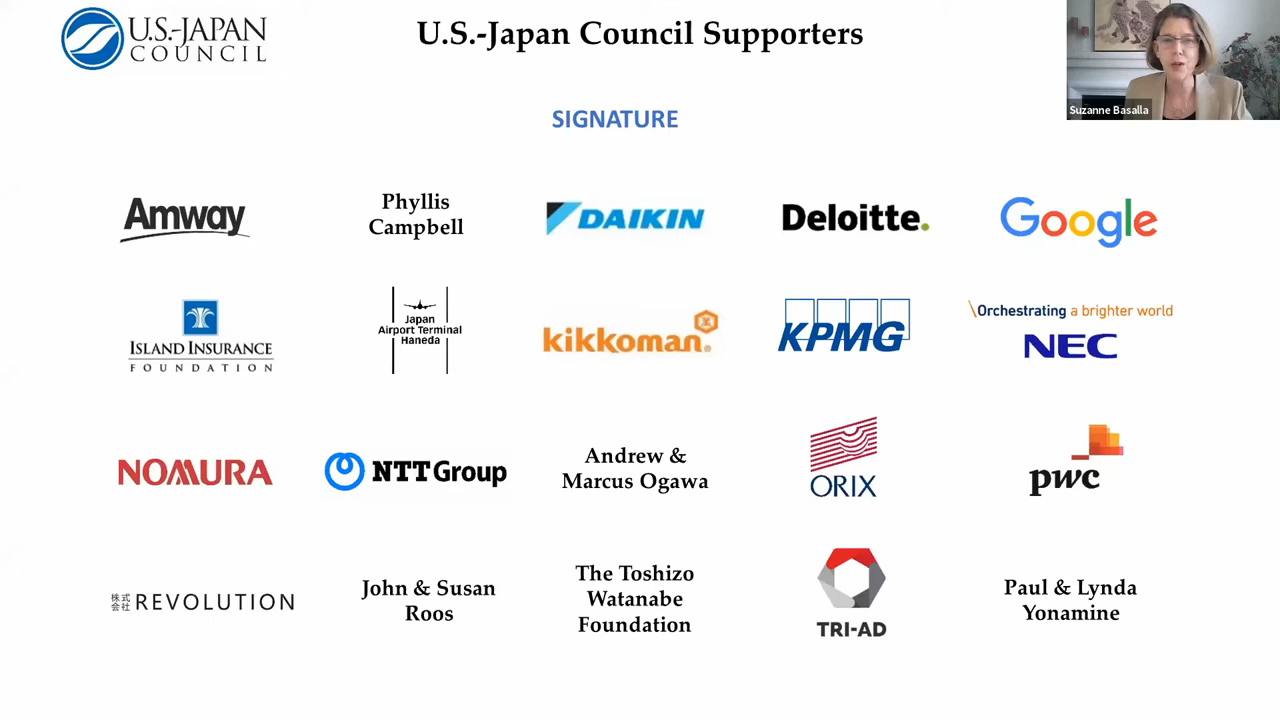 U.S.-JAPAN
COUNCIL
U.S.-Japan Council Supporters
Suzanne Basalla
SIGNATURE
Amway
Phyllis
Campbell
DAIKIN
Deloitte.
Google
ISLAND INSURANCE
FOUNDATION
Japan
Airport Terminal
Haneda
kikkoman
KPMG
\Orchestrating a brighter world
NEC
NOMURA
NTT Group
Andrew &
Marcus Ogawa
ORIX
pwc
株式会社 REVOLUTION
John & Susan
Roos
The Toshizo
Watanabe
Foundation
TRI-AD
Paul & Lynda
Yonamine